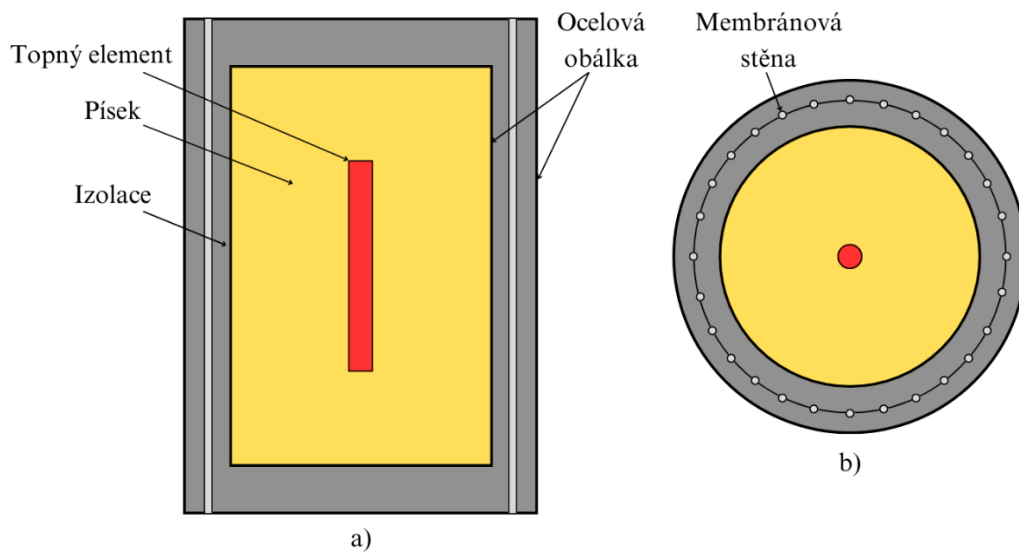 Topný element
Písek
Izolace
Ocelová
obálka
Membránová
stěna
a)
b)